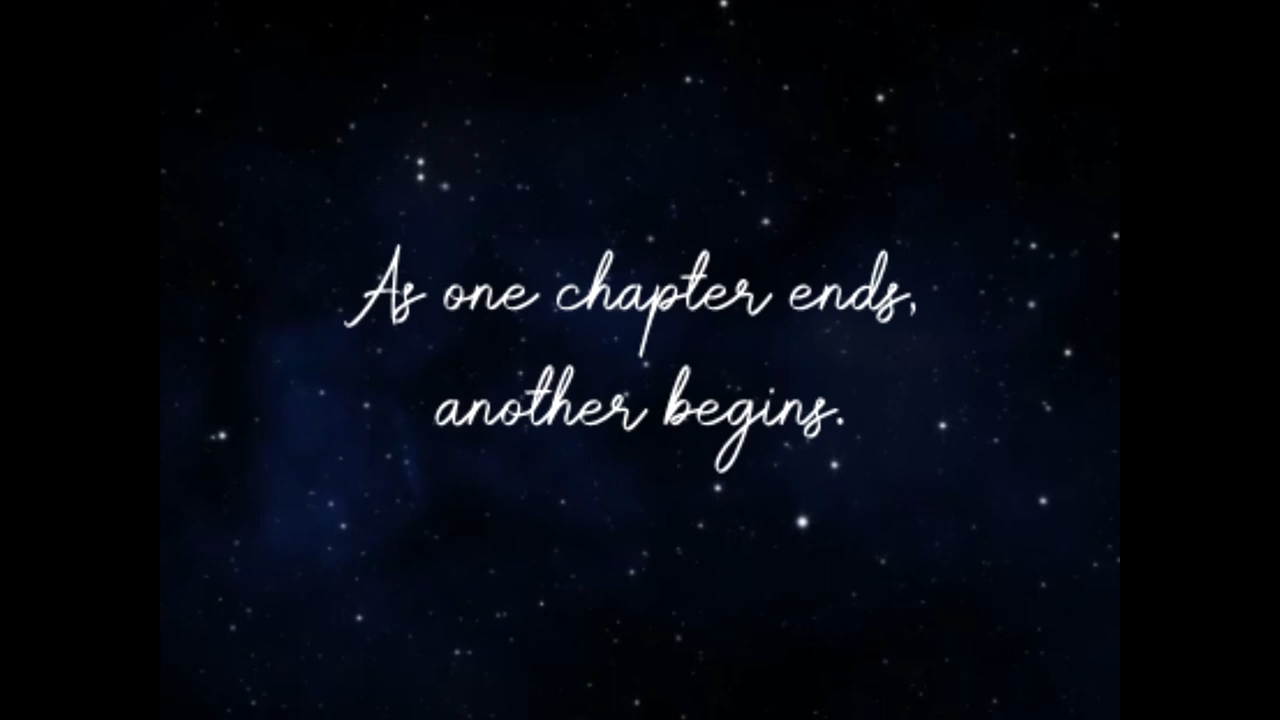 As one chapter ends,
another begins.